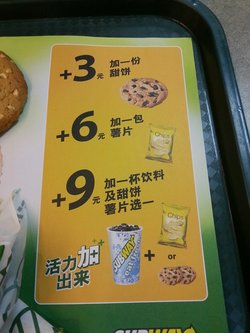 +3元
加一份
甜饼
+6元
加一包
薯片
Chips
+9元
加一杯饮料
及甜饼
薯片选一
Chips
活力加++
出来
SUBWAY
+
or
SUBWAY